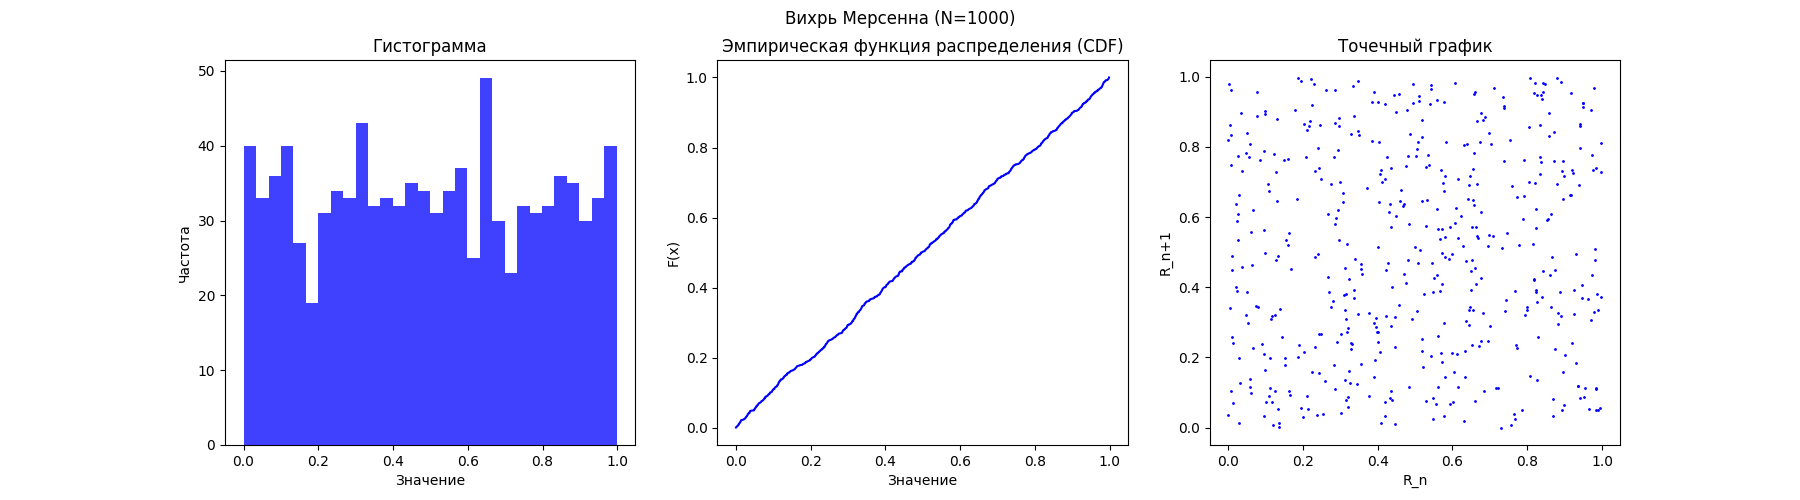 Вихрь Мерсенна (N=1000)
Гистограмма
Частота
50
40
30
20
10
0
0.0 0.2 0.4 0.6 0.8 1.0
Значение
Эмпирическая функция распределения (CDF)
F(x)
1.0
0.8
0.6
0.4
0.2
0.0
0.0 0.2 0.4 0.6 0.8 1.0
Значение
Точечный график
R_n+1
1.0
0.8
0.6
0.4
0.2
0.0
0.0 0.2 0.4 0.6 0.8 1.0
R_n